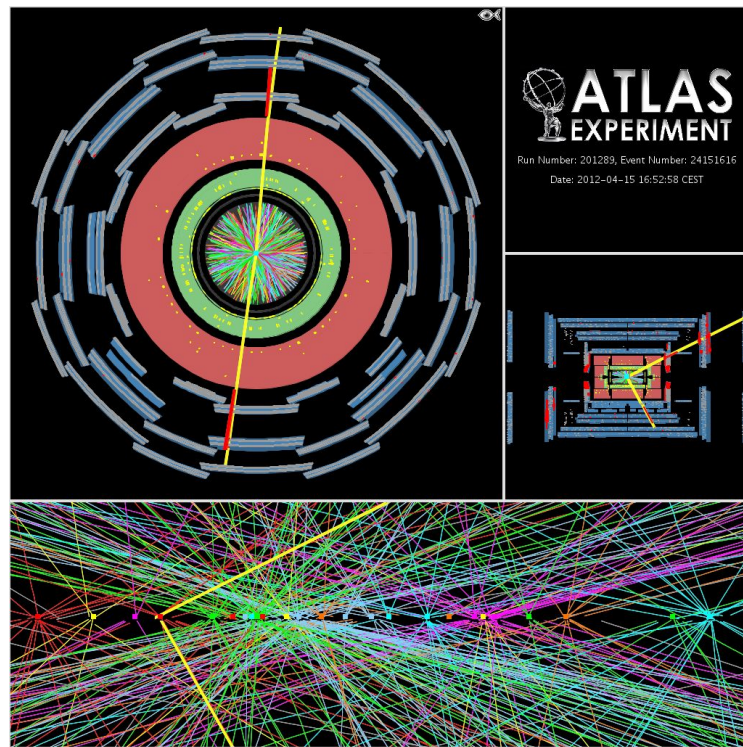 ATLAS
EXPERIMENT
Run Number: 201289, Event Number: 24151616
Date: 2012-04-15 16:52:58 CEST